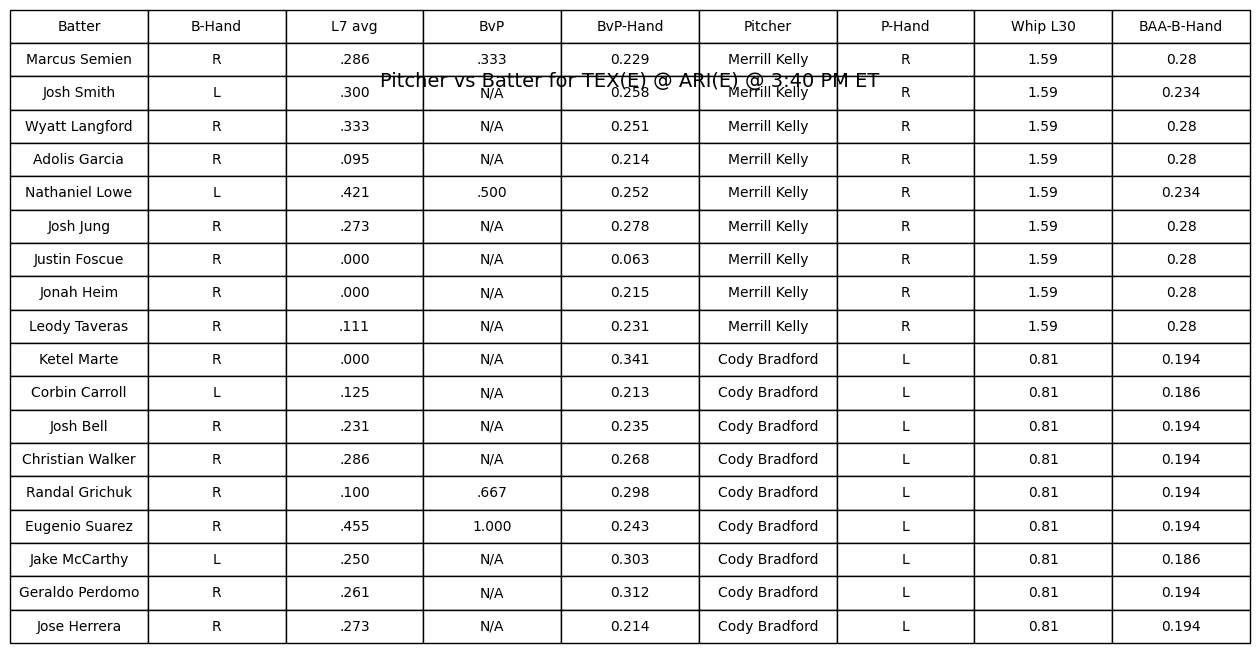 Batter B-Hand L7 avg BvP BvP-Hand Pitcher P-Hand Whip L30 BAA-B-Hand
Marcus Semien R .286 .333 0.229 Merrill Kelly R 1.59 0.28
Pitcher vs Batter for TEX(E) @ ARI(E) @ 3:40 PM ET
Josh Smith L .300 N/A 0.258 Merrill Kelly R 1.59 0.234
Wyatt Langford R .333 N/A 0.251 Merrill Kelly R 1.59 0.28
Adolis Garcia R .095 N/A 0.214 Merrill Kelly R 1.59 0.28
Nathaniel Lowe L .421 .500 0.252 Merrill Kelly R 1.59 0.234
Josh Jung R .273 N/A 0.278 Merrill Kelly R 1.59 0.28
Justin Foscue R .000 N/A 0.063 Merrill Kelly R 1.59 0.28
Jonah Heim R .000 N/A 0.215 Merrill Kelly R 1.59 0.28
Leody Taveras R .111 N/A 0.231 Merrill Kelly R 1.59 0.28
Ketel Marte R .000 N/A 0.341 Cody Bradford L 0.81 0.194
Corbin Carroll L .125 N/A 0.213 Cody Bradford L 0.81 0.186
Josh Bell R .231 N/A 0.235 Cody Bradford L 0.81 0.194
Christian Walker R .286 N/A 0.268 Cody Bradford L 0.81 0.194
Randal Grichuk R .100 .667 0.298 Cody Bradford L 0.81 0.194
Eugenio Suarez R .455 1.000 0.243 Cody Bradford L 0.81 0.194
Jake McCarthy L .250 N/A 0.303 Cody Bradford L 0.81 0.186
Geraldo Perdomo R .261 N/A 0.312 Cody Bradford L 0.81 0.194
Jose Herrera R .273 N/A 0.214 Cody Bradford L 0.81 0.194